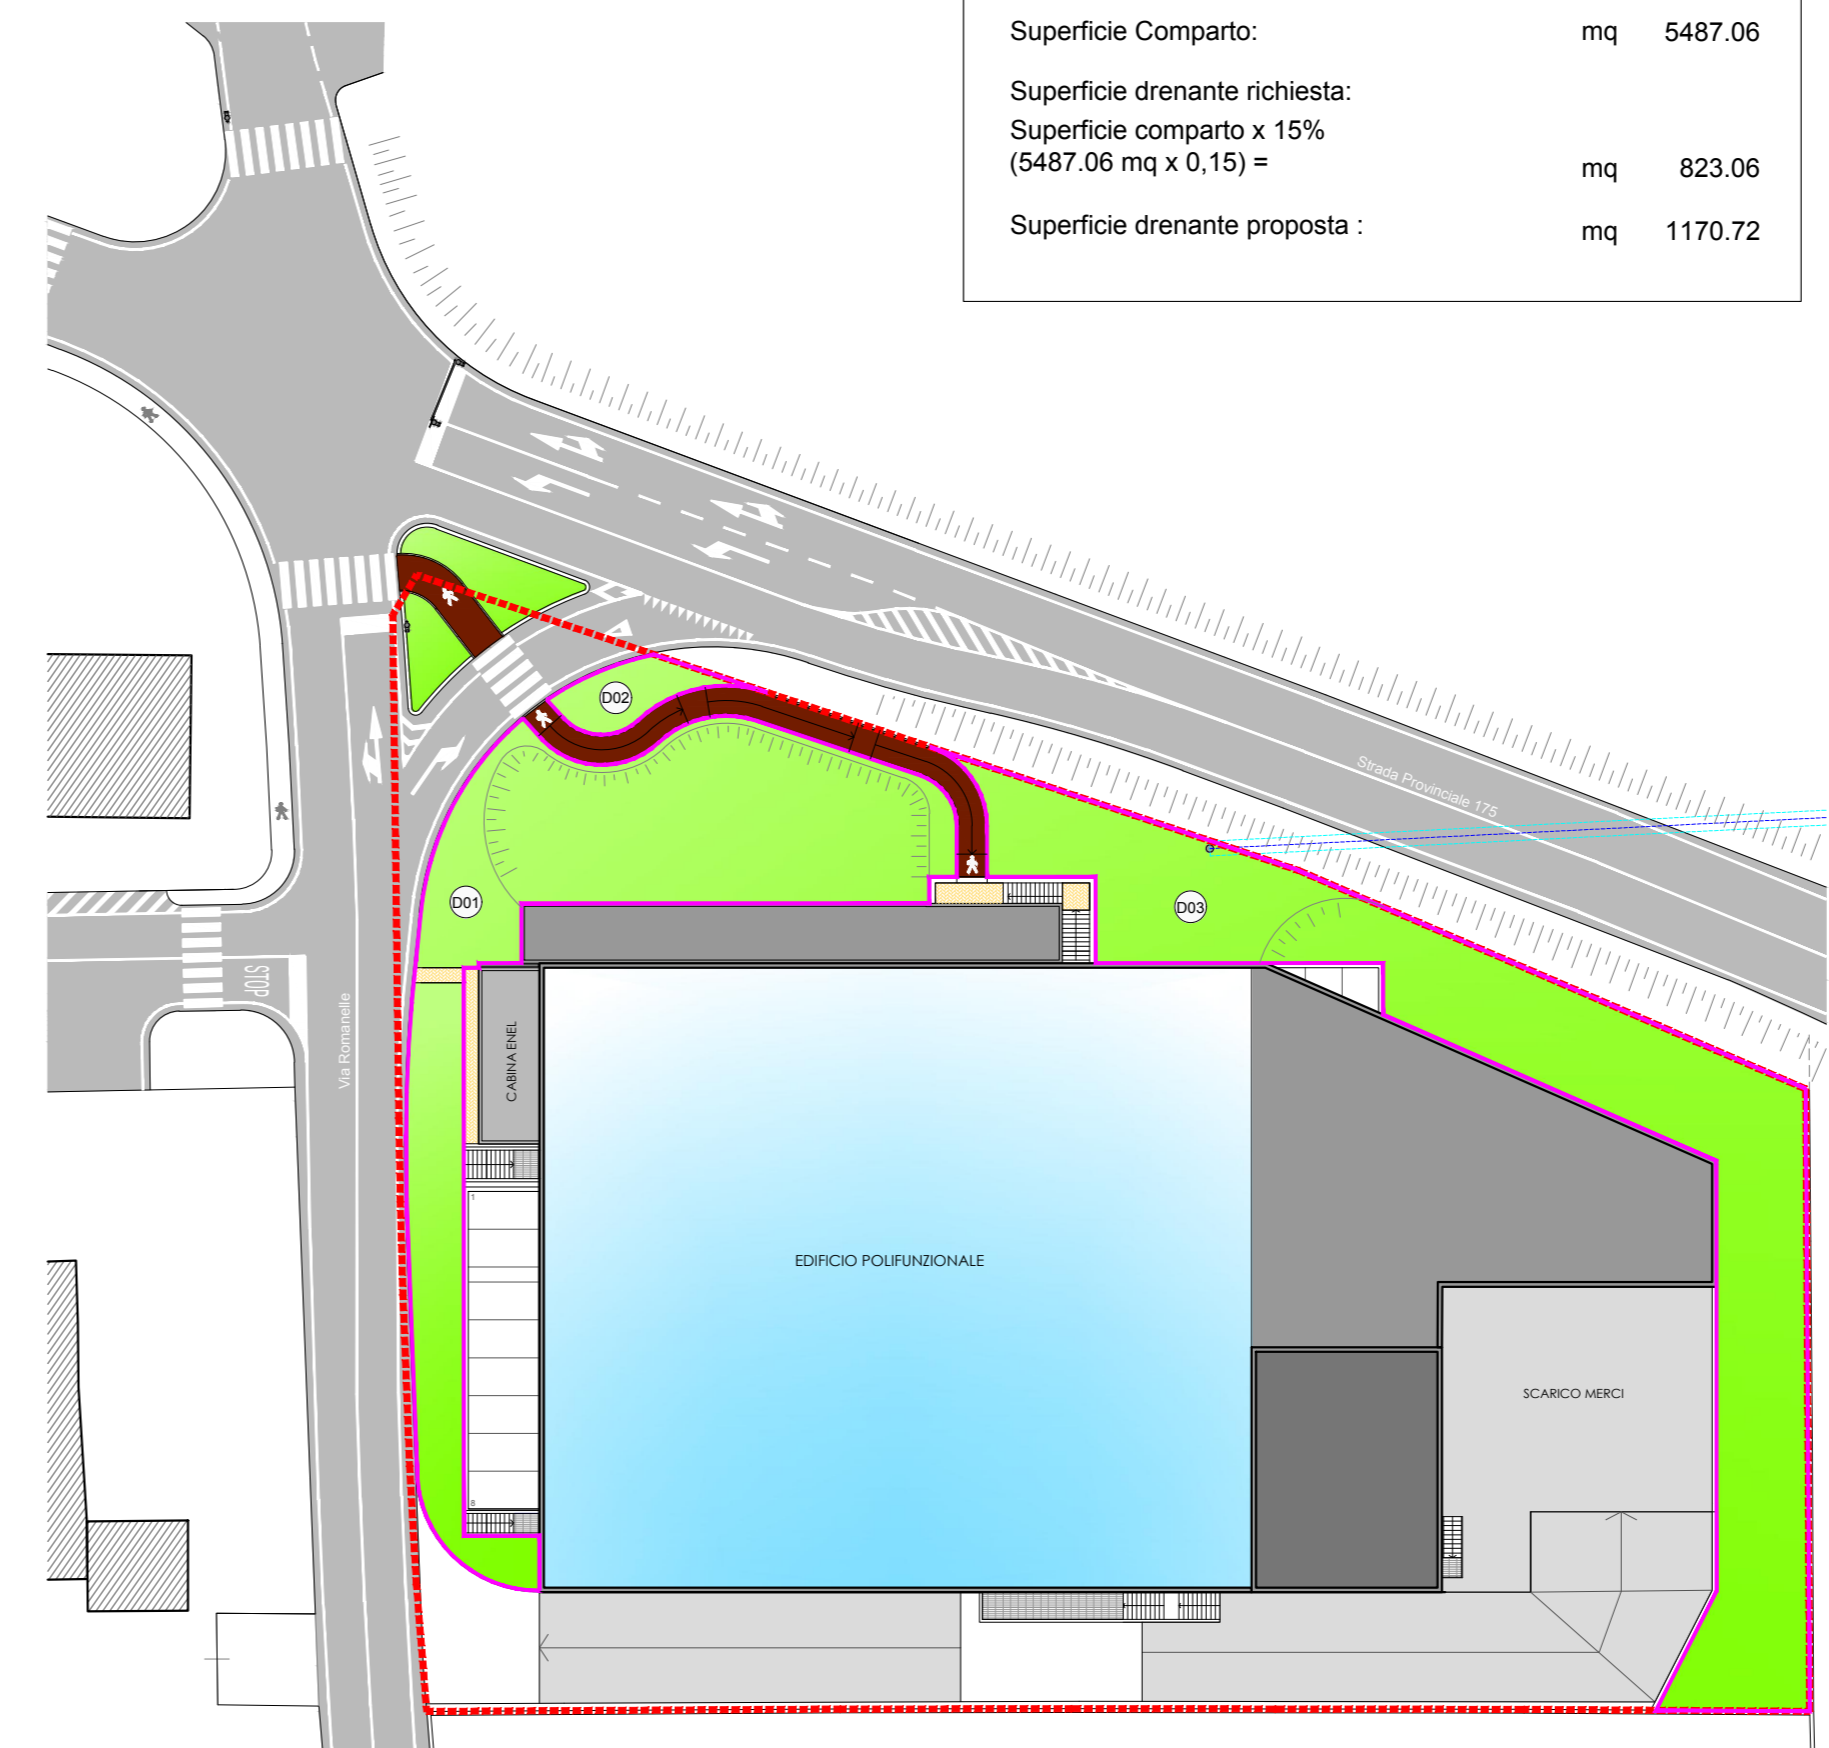 Superficie Comparto: mq 5487.06
Superficie drenante richiesta:
Superficie comparto x 15%
(5487.06 mq x 0,15) = mq 823.06
Superficie drenante proposta : mq 1170.72
D02
Strada Provinciale 175
D01
D03
STOP
Via Romanelle
CABINA ENEL
1
EDIFICIO POLIFUNZIONALE
SCARICO MERCI
8